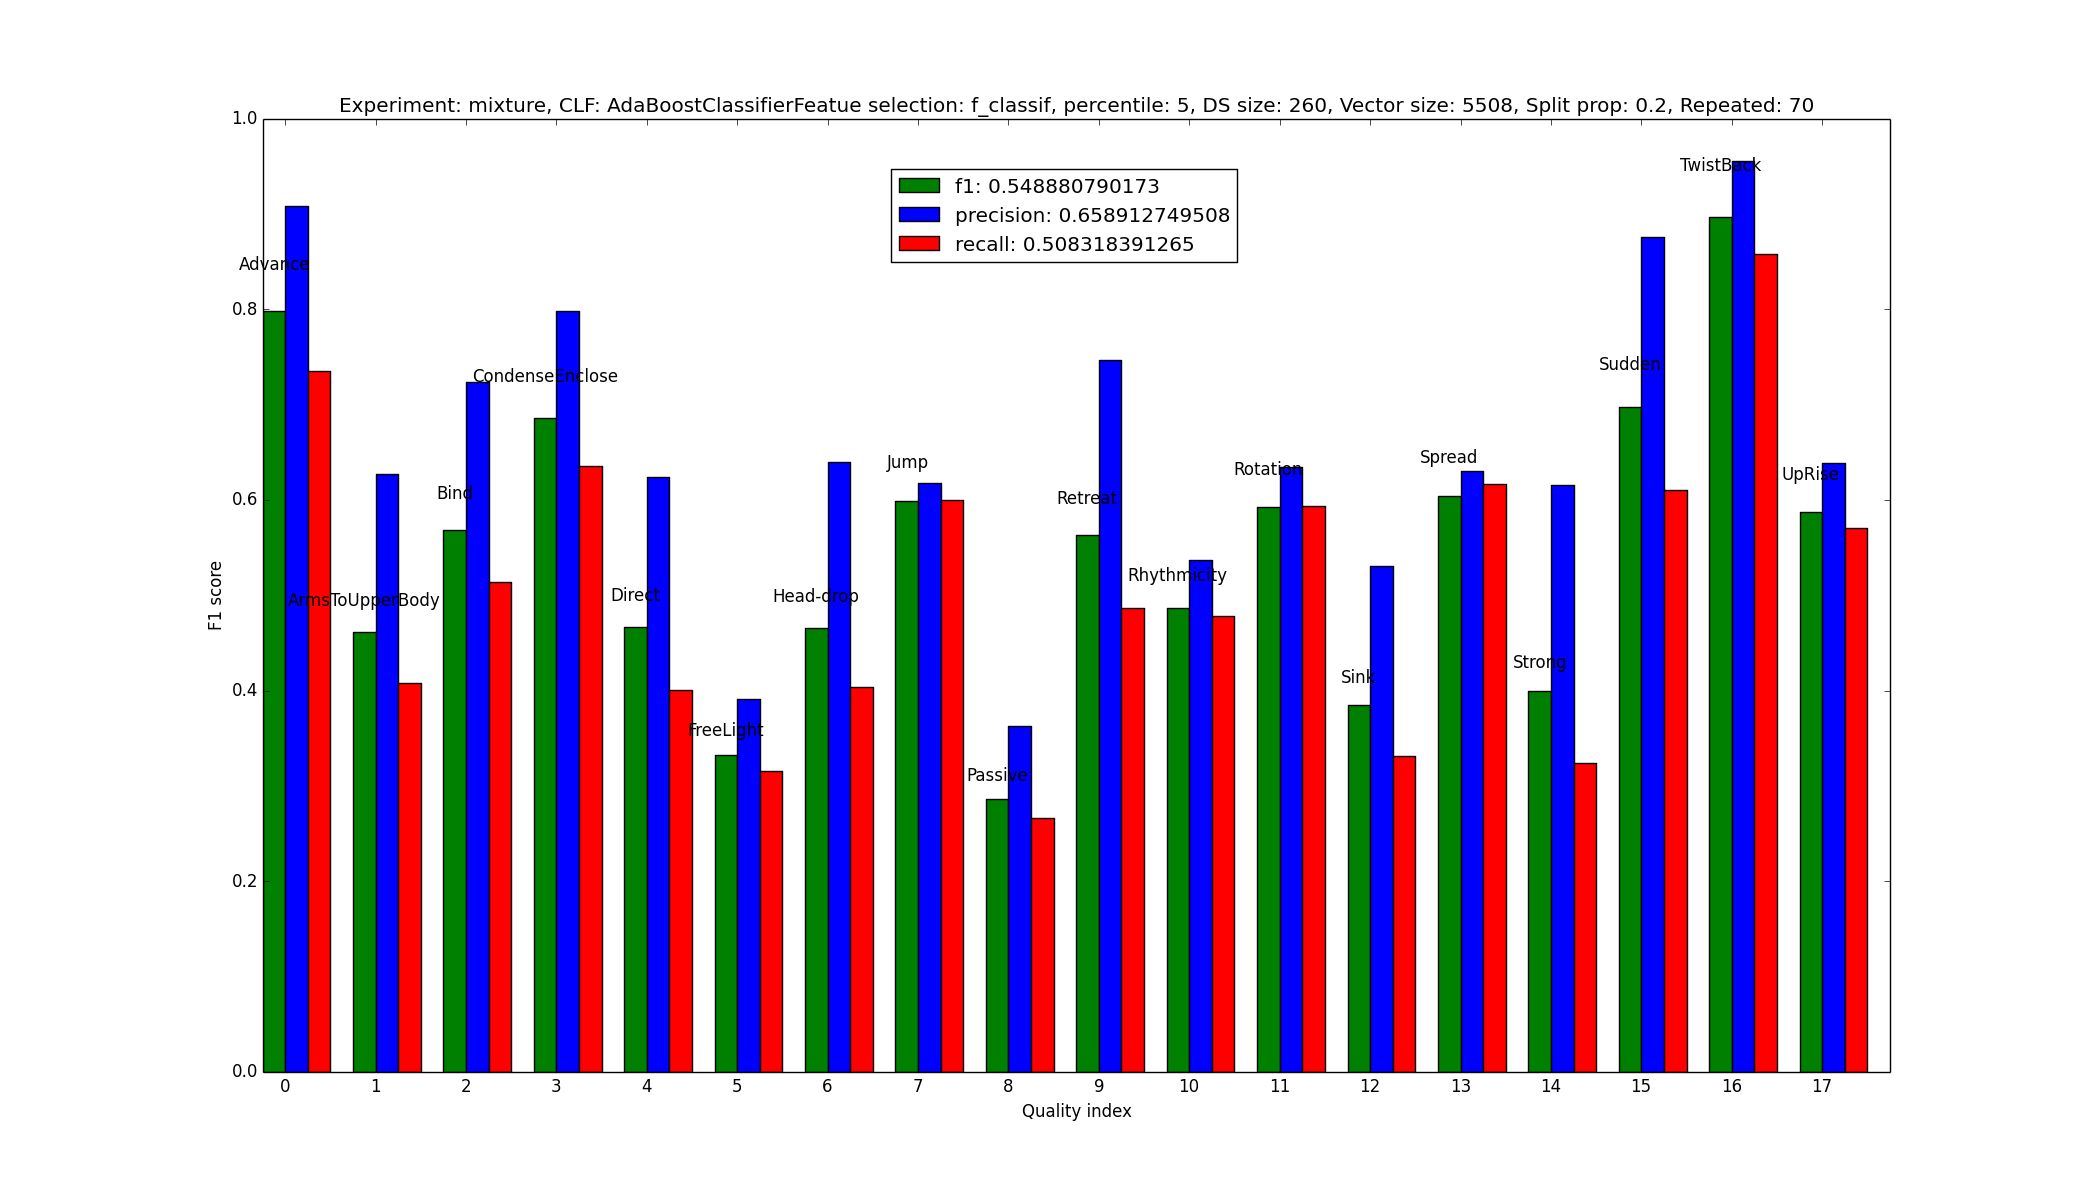 Experiment: mixture, CLF: AdaBoostClassifierFeatue selection: f_classif, percentile: 5, DS size: 260, Vector size: 5508, Split prop: 0.2, Repeated: 70
f1: 0.548880790173
precision: 0.658912749508
recall: 0.508318391265
1.0
0.8
0.6
0.4
0.2
0.0
F1 score
Advance
ArmsToUpperBody
Bind
CondenseEnclose
Direct
FreeLight
Head-drop
Jump
Passive
Retreat
Rhythmicity
Rotation
Sink
Spread
Strong
Sudden
TwistBack
UpRise
0 1 2 3 4 5 6 7 8 9 10 11 12 13 14 15 16 17
Quality index